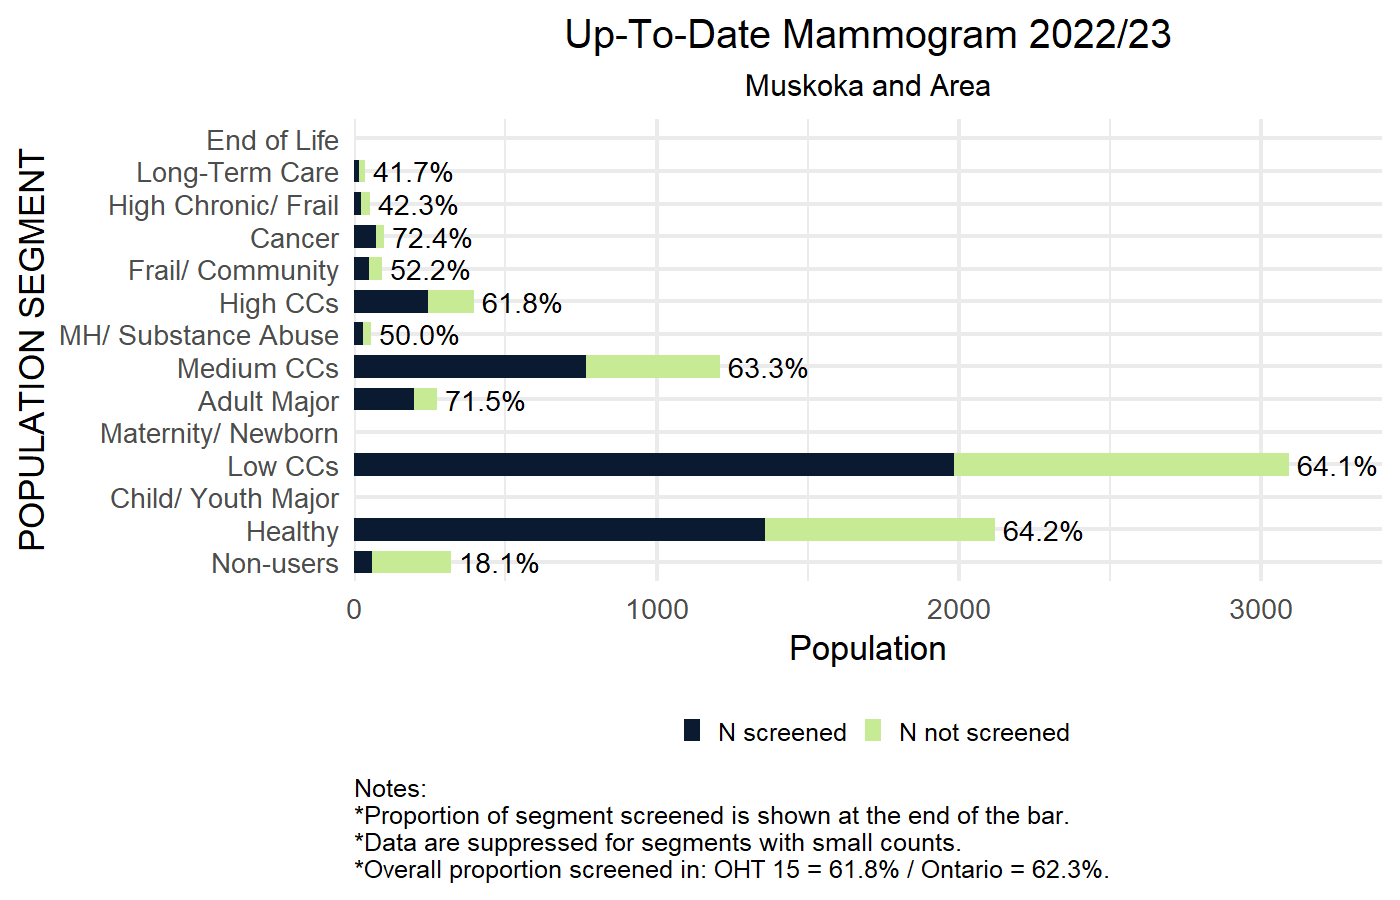 Up-To-Date Mammogram 2022/23
Muskoka and Area
POPULATION SEGMENT
End of Life
Long-Term Care 41.7%
High Chronic/ Frail 42.3%
Cancer 72.4%
Frail/ Community 52.2%
High CCs 61.8%
MH/ Substance Abuse 50.0%
Medium CCs 63.3%
Adult Major 71.5%
Maternity/ Newborn
Low CCs 64.1%
Child/ Youth Major
Healthy 64.2%
Non-users 18.1%
0 1000 2000 3000
Population
N screened N not screened
Notes:
*Proportion of segment screened is shown at the end of the bar.
*Data are suppressed for segments with small counts.
*Overall proportion screened in: OHT 15 = 61.8% / Ontario = 62.3%.